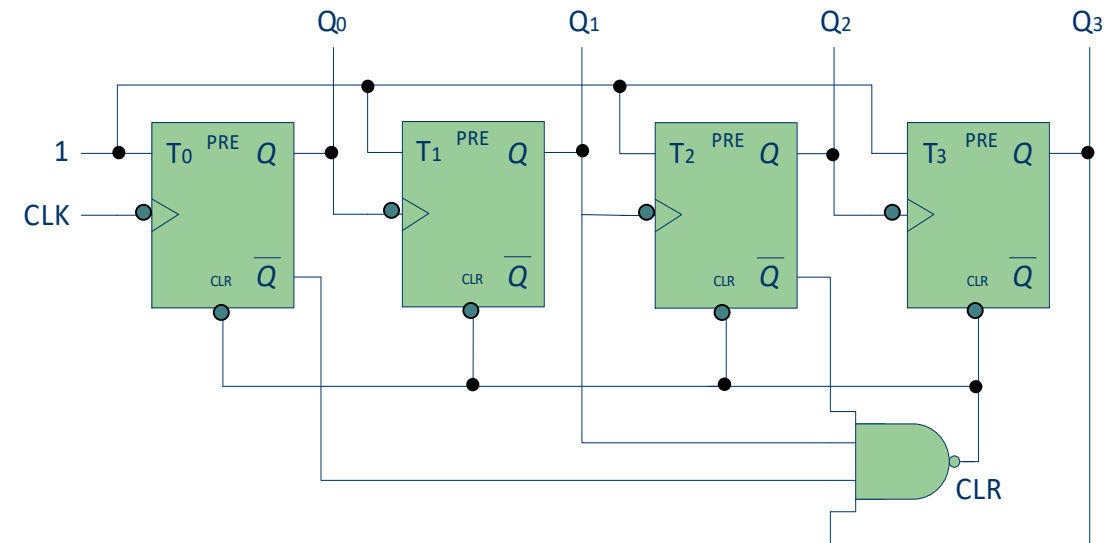 Q0 Q1 Q2 Q3
T0 PRE Q T1 PRE Q T2 PRE Q T3 PRE Q
1
CLK
CLR Q̅ CLR Q̅ CLR Q̅ CLR Q̅
CLR